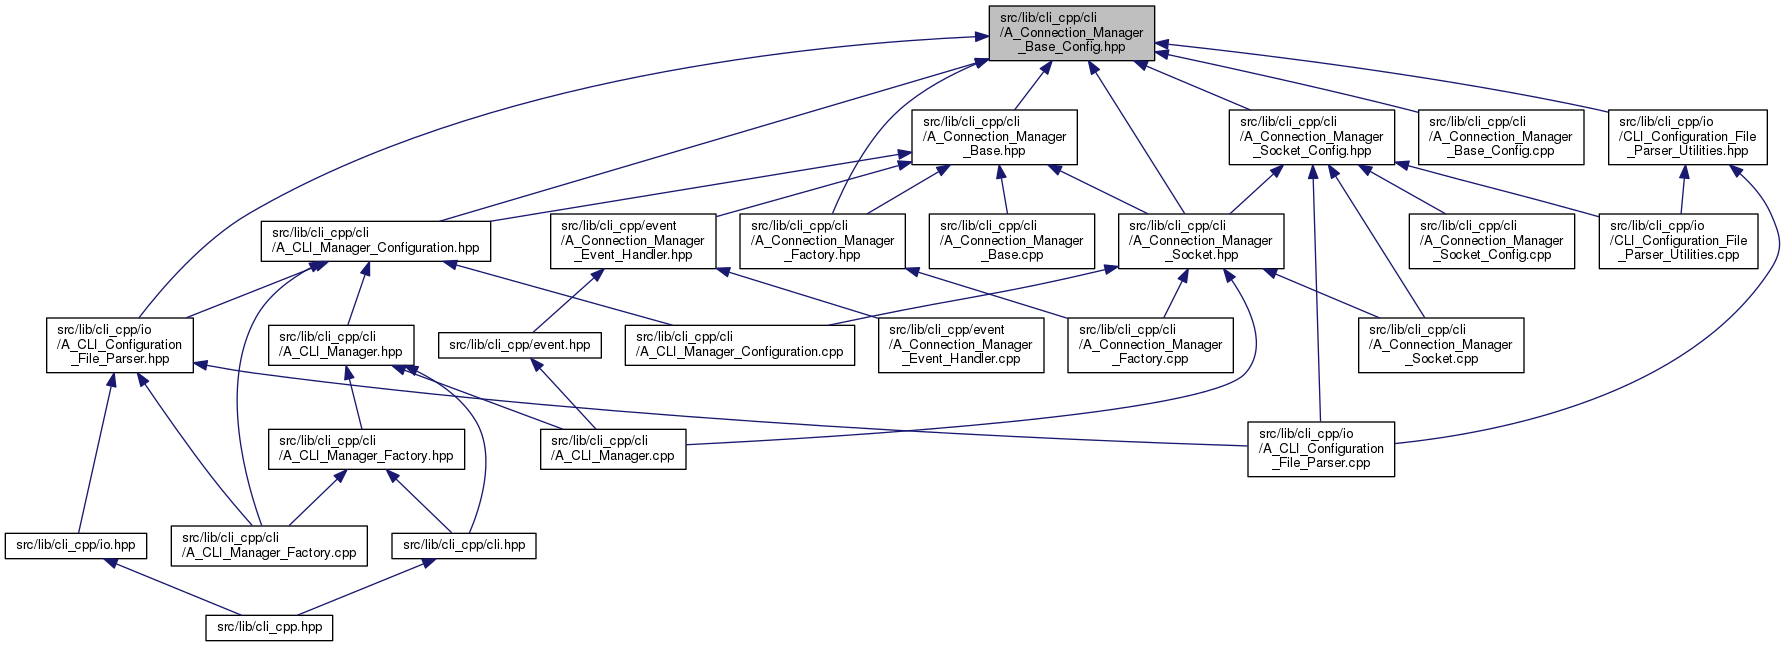 src/lib/cli_cpp/cli
/A_Connection_Manager
_Base_Config.hpp
src/lib/cli_cpp/cli
/A_Connection_Manager
_Base.hpp
src/lib/cli_cpp/cli
/A_Connection_Manager
_Socket_Config.hpp
src/lib/cli_cpp/cli
/A_Connection_Manager
_Base_Config.cpp
src/lib/cli_cpp/io
/CLI_Configuration_File
_Parser_Utilities.hpp
src/lib/cli_cpp/cli
/A_CLI_Manager_Configuration.hpp
src/lib/cli_cpp/event
/A_Connection_Manager
_Event_Handler.hpp
src/lib/cli_cpp/cli
/A_Connection_Manager
_Factory.hpp
src/lib/cli_cpp/cli
/A_Connection_Manager
_Base.cpp
src/lib/cli_cpp/cli
/A_Connection_Manager
_Socket.hpp
src/lib/cli_cpp/cli
/A_Connection_Manager
_Socket_Config.cpp
src/lib/cli_cpp/io
/CLI_Configuration_File
_Parser_Utilities.cpp
src/lib/cli_cpp/io
/A_CLI_Configuration
_File_Parser.hpp
src/lib/cli_cpp/cli
/A_CLI_Manager.hpp
src/lib/cli_cpp/event.hpp
src/lib/cli_cpp/cli
/A_CLI_Manager_Configuration.cpp
src/lib/cli_cpp/event
/A_Connection_Manager
_Event_Handler.cpp
src/lib/cli_cpp/cli
/A_Connection_Manager
_Factory.cpp
src/lib/cli_cpp/cli
/A_Connection_Manager
_Socket.cpp
src/lib/cli_cpp/cli
/A_CLI_Manager_Factory.hpp
src/lib/cli_cpp/cli
/A_CLI_Manager.cpp
src/lib/cli_cpp/io
/A_CLI_Configuration
_File_Parser.cpp
src/lib/cli_cpp/io.hpp
src/lib/cli_cpp/cli
/A_CLI_Manager_Factory.cpp
src/lib/cli_cpp/cli.hpp
src/lib/cli_cpp.hpp